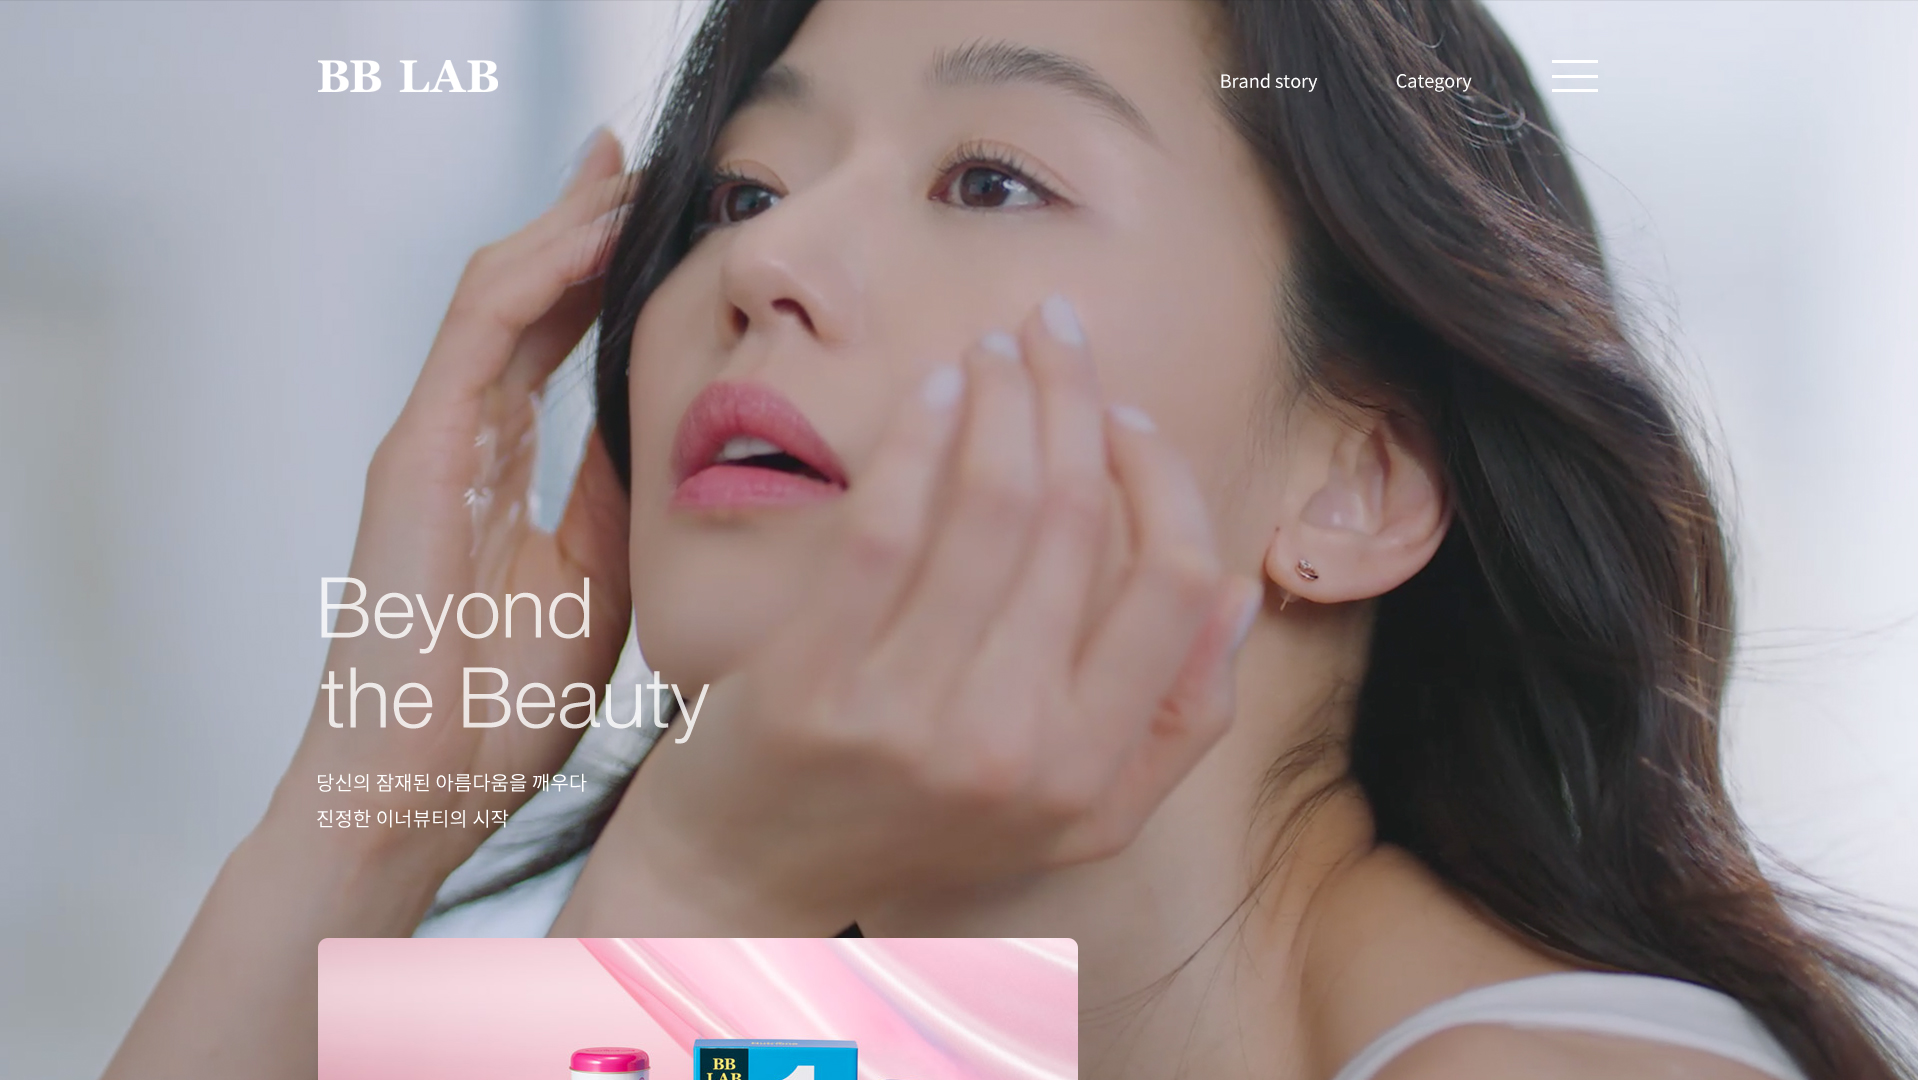 BB LAB
Brand story
Category
Beyond
the Beauty
당신의 잠재된 아름다움을 깨우다
진정한 이너뷰티의 시작
BB
LAB